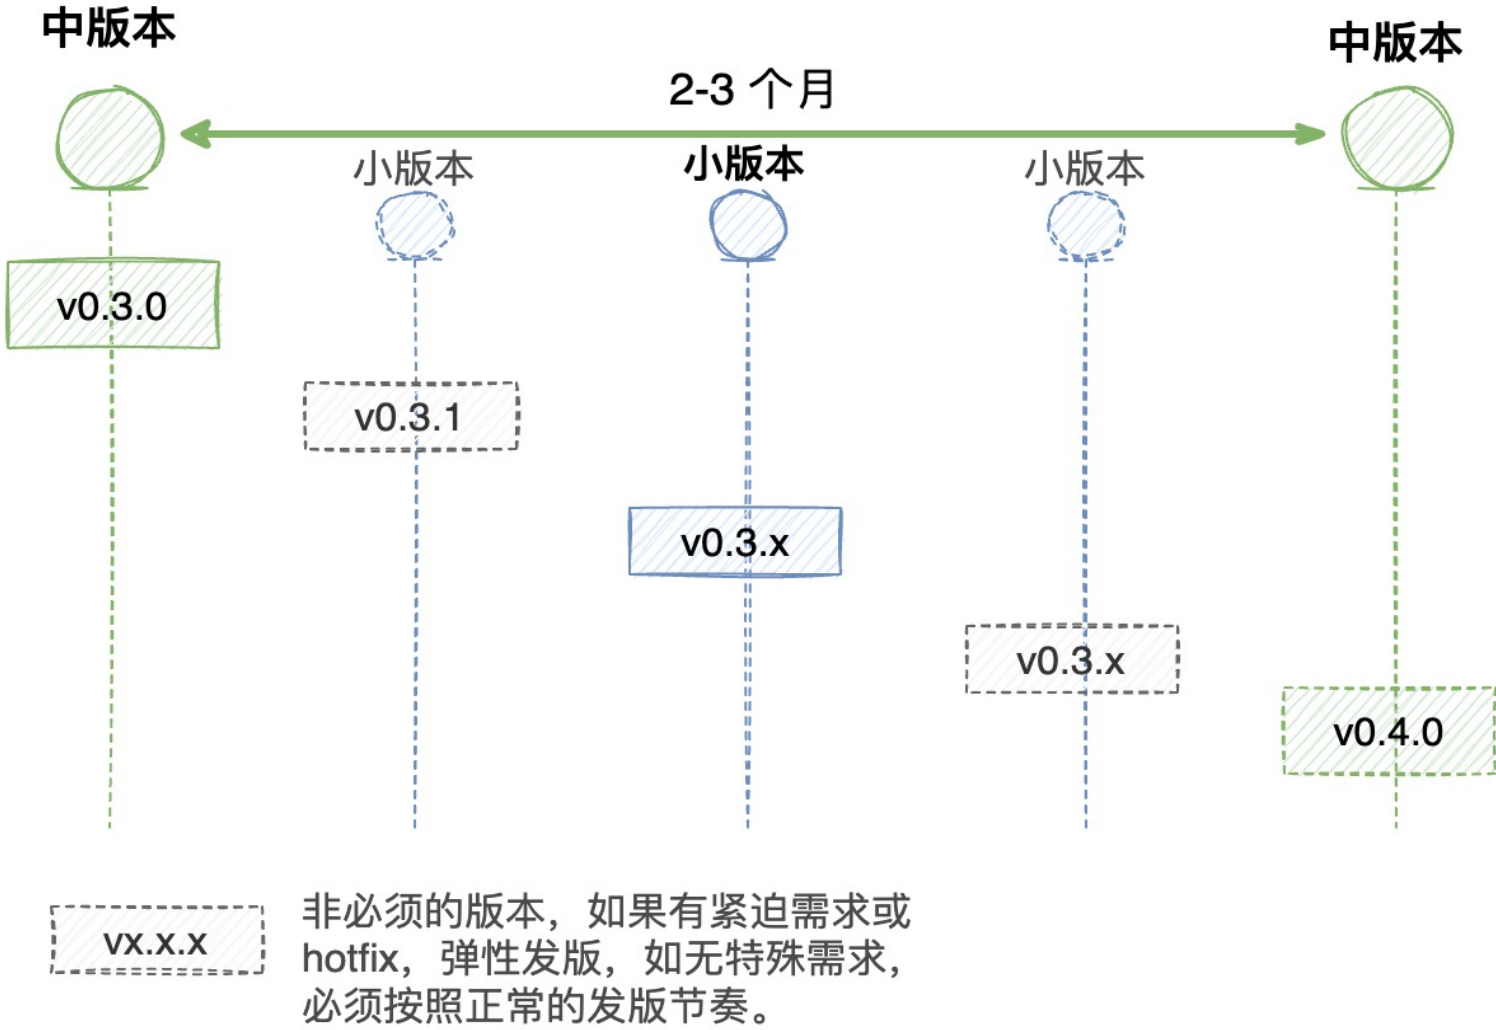 中版本
中版本
2-3 个月
小版本
小版本
小版本
v0.3.0
v0.3.1
v0.3.x
v0.3.x
v0.4.0
vx.x.x
非必须的版本，如果有紧迫需求或
hotfix，弹性发版，如无特殊需求，
必须按照正常的发版节奏。